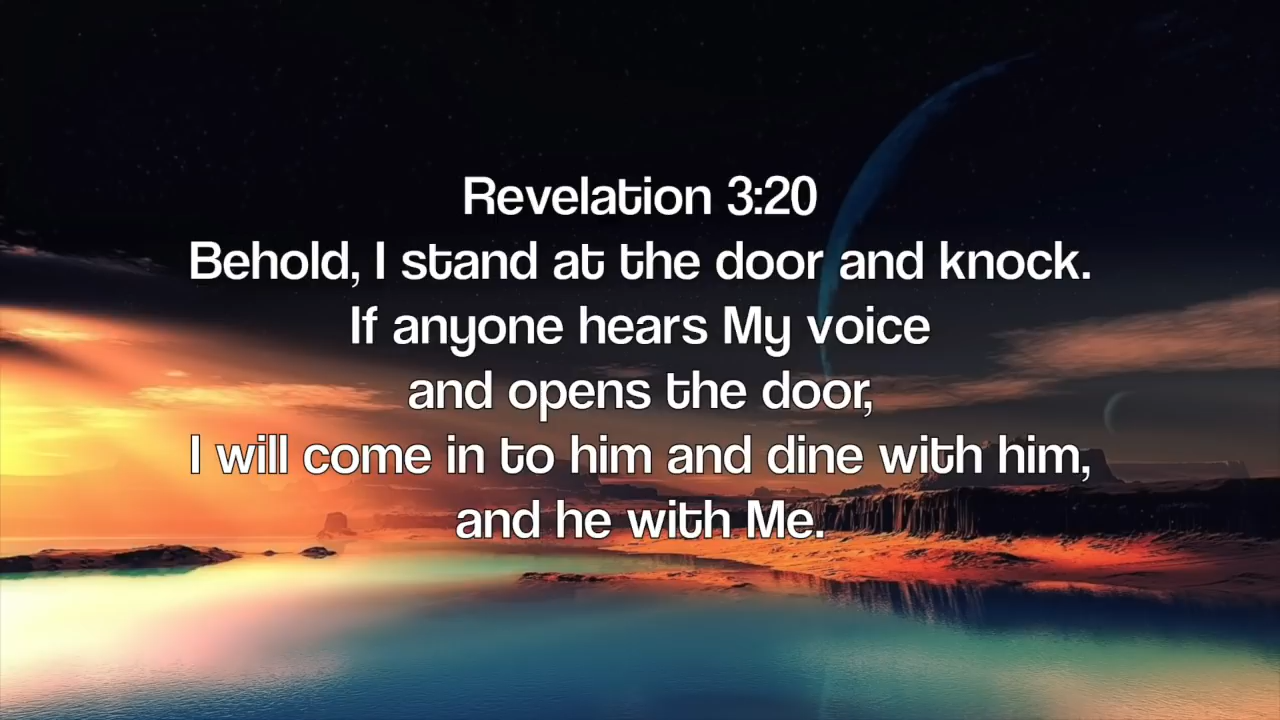 Revelation 3:20
Behold, I stand at the door and knock.
If anyone hears My voice
and opens the door,
I will come in to him and dine with him,
and he with Me.